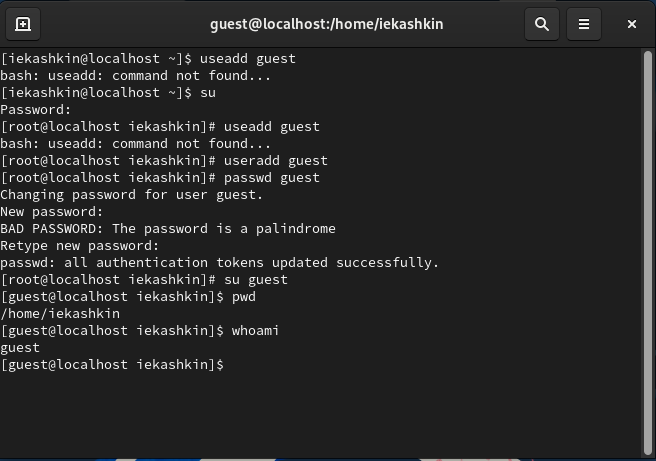 guest@localhost:/home/iekashkin
[iekashkin@localhost ~]$ useadd guest
bash: useadd: command not found...
[iekashkin@localhost ~]$ su
Password:
[root@localhost iekashkin]# useadd guest
bash: useadd: command not found...
[root@localhost iekashkin]# useradd guest
[root@localhost iekashkin]# passwd guest
Changing password for user guest.
New password:
BAD PASSWORD: The password is a palindrome
Retype new password:
passwd: all authentication tokens updated successfully.
[root@localhost iekashkin]# su guest
[guest@localhost iekashkin]$ pwd
/home/iekashkin
[guest@localhost iekashkin]$ whoami
guest
[guest@localhost iekashkin]$